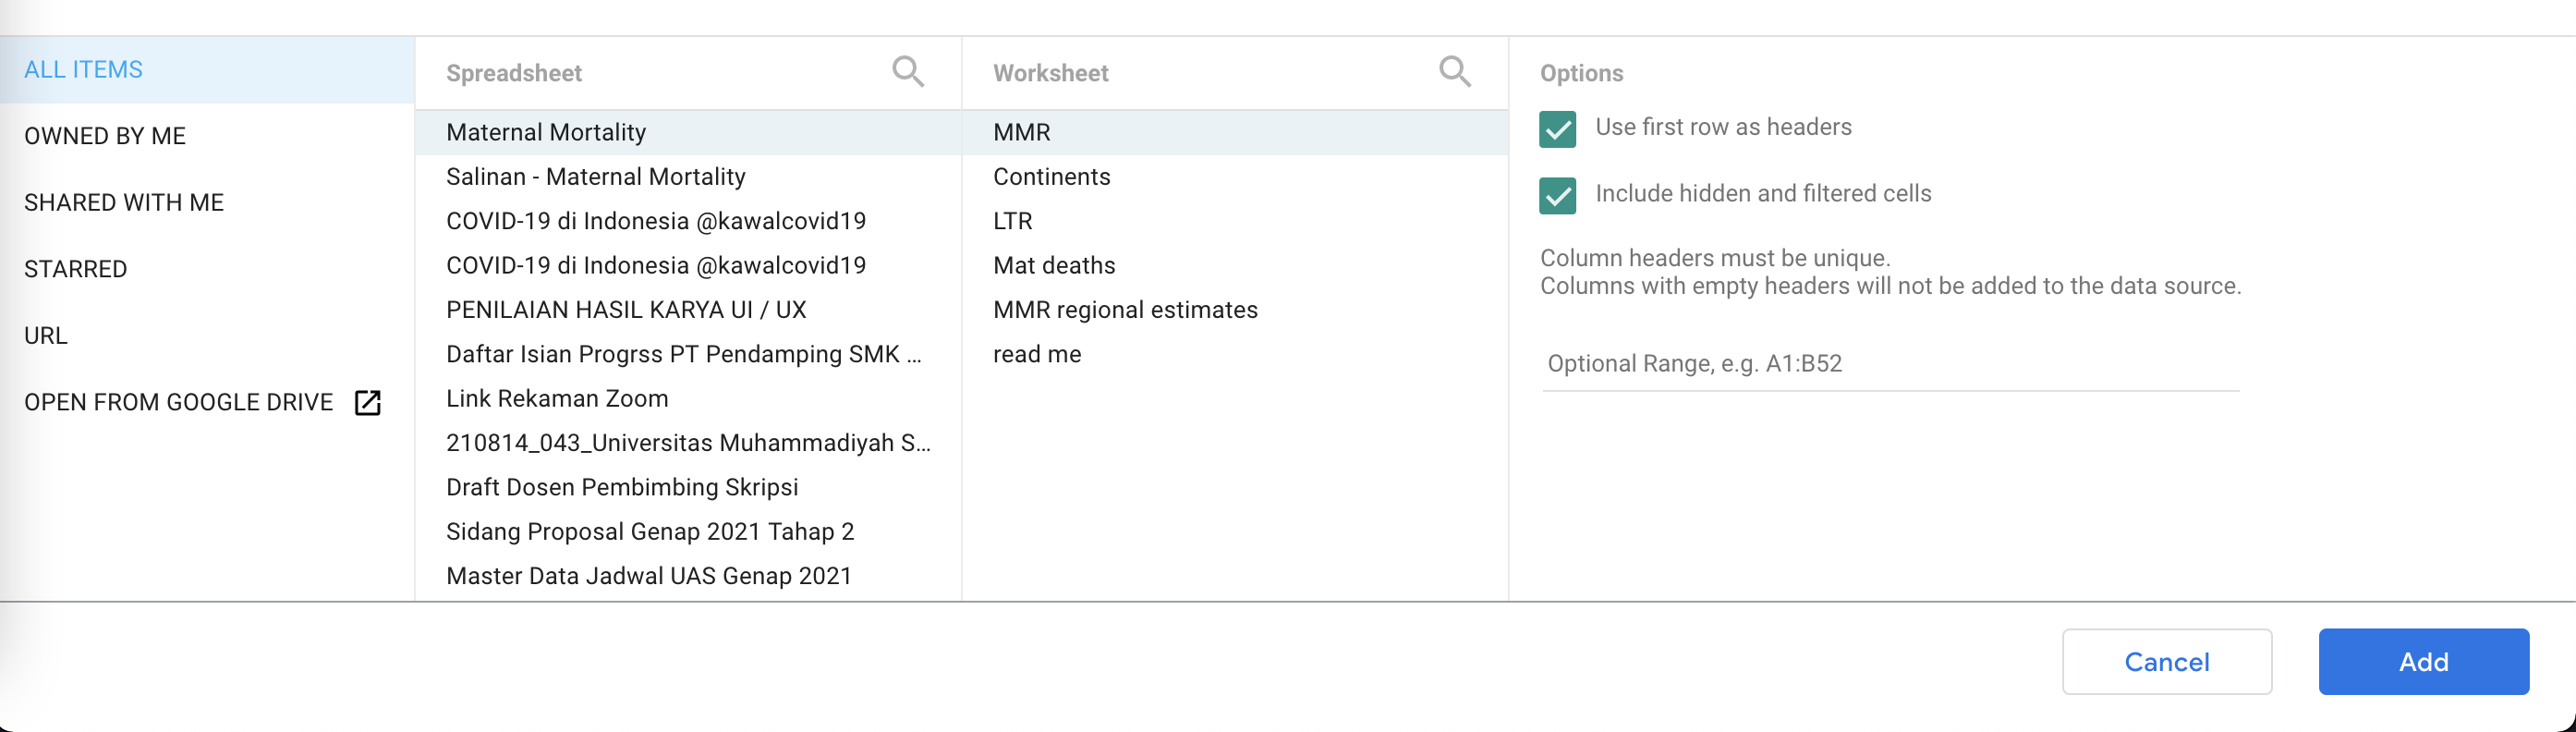 ALL ITEMS
OWNED BY ME
SHARED WITH ME
STARRED
URL
OPEN FROM GOOGLE DRIVE
Spreadsheet
Maternal Mortality
Salinan - Maternal Mortality
COVID-19 di Indonesia @kawalcovid19
COVID-19 di Indonesia @kawalcovid19
PENILAIAN HASIL KARYA UI / UX
Daftar Isian Progrss PT Pendamping SMK ...
Link Rekaman Zoom
210814_043_Universitas Muhammadiyah S...
Draft Dosen Pembimbing Skripsi
Sidang Proposal Genap 2021 Tahap 2
Master Data Jadwal UAS Genap 2021
Worksheet
MMR
Continents
LTR
Mat deaths
MMR regional estimates
read me
Options
Use first row as headers
Include hidden and filtered cells
Column headers must be unique.
Columns with empty headers will not be added to the data source.
Optional Range, e.g. A1:B52
Cancel
Add